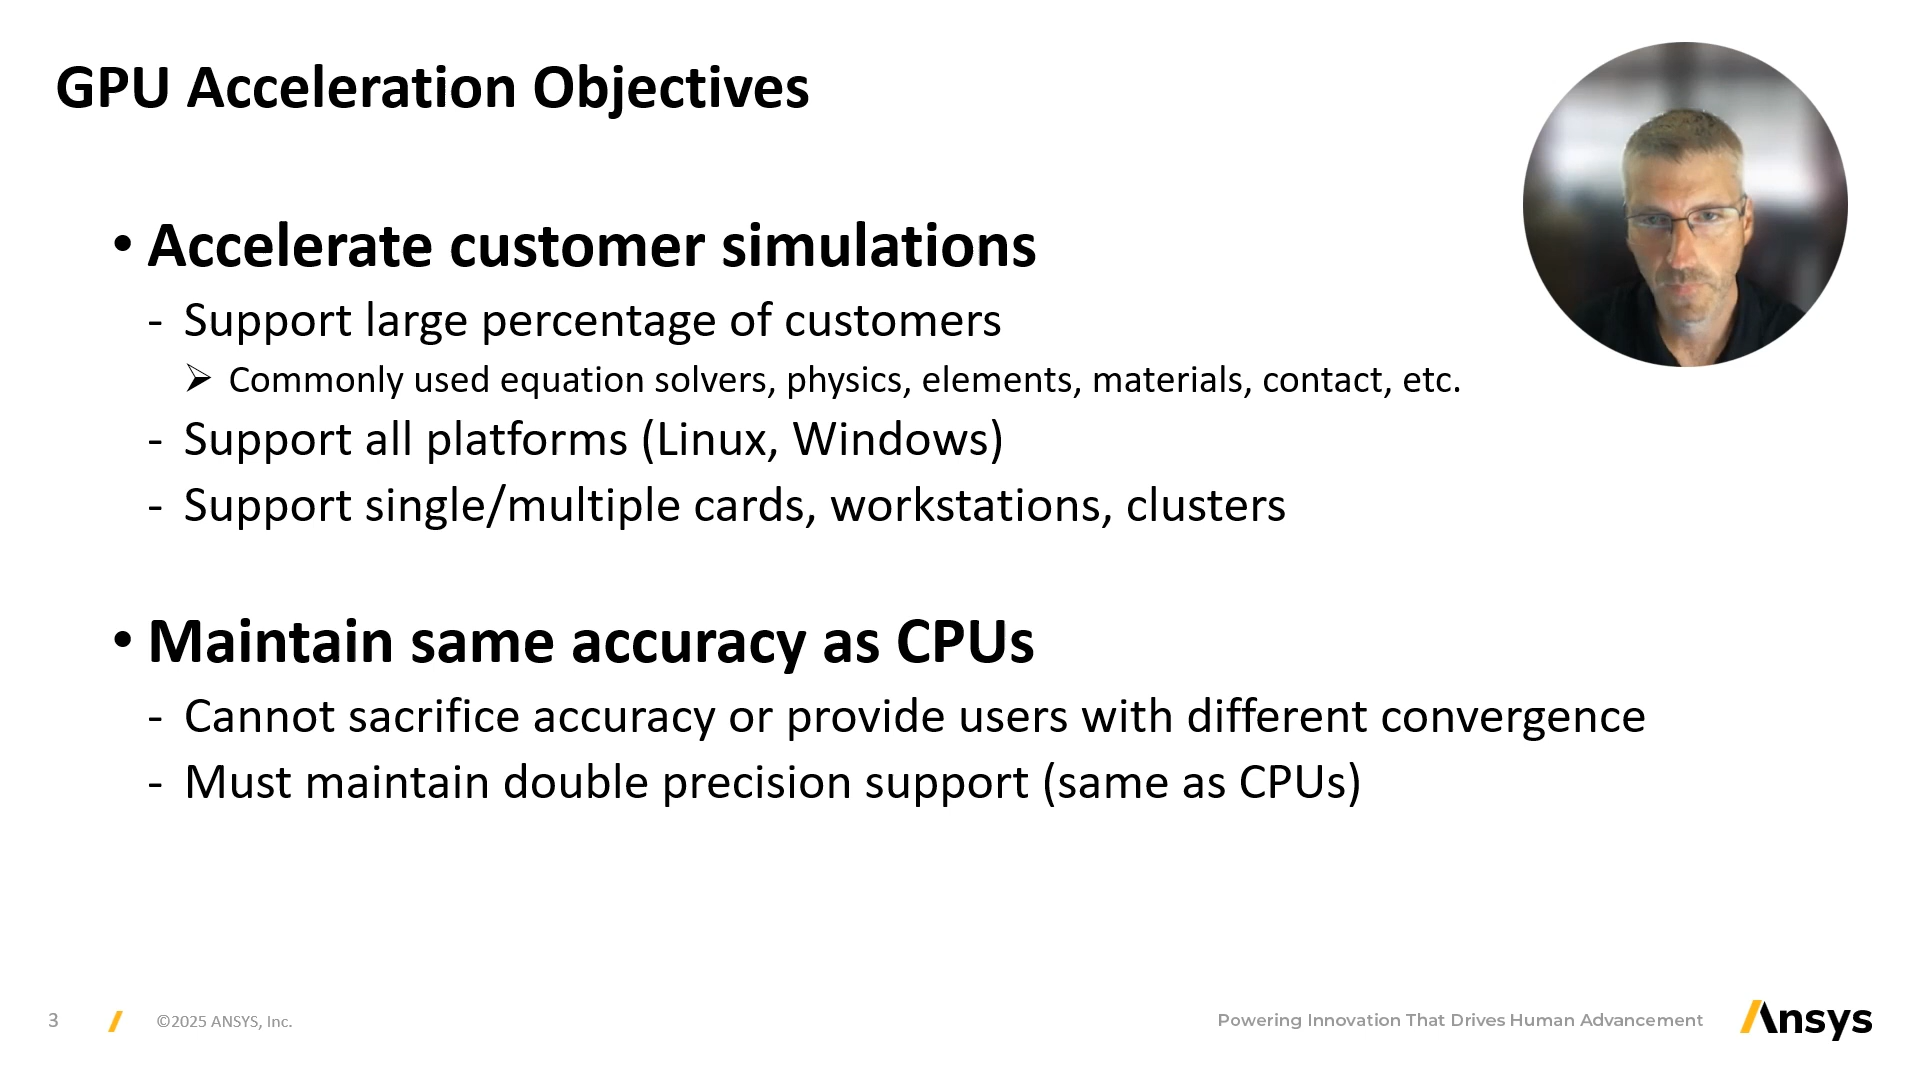 GPU Acceleration Objectives
• Accelerate customer simulations
- Support large percentage of customers
➢ Commonly used equation solvers, physics, elements, materials, contact, etc.
- Support all platforms (Linux, Windows)
- Support single/multiple cards, workstations, clusters
• Maintain same accuracy as CPUs
- Cannot sacrifice accuracy or provide users with different convergence
- Must maintain double precision support (same as CPUs)
3
©2025 ANSYS, Inc.
Powering Innovation That Drives Human Advancement
Ansys